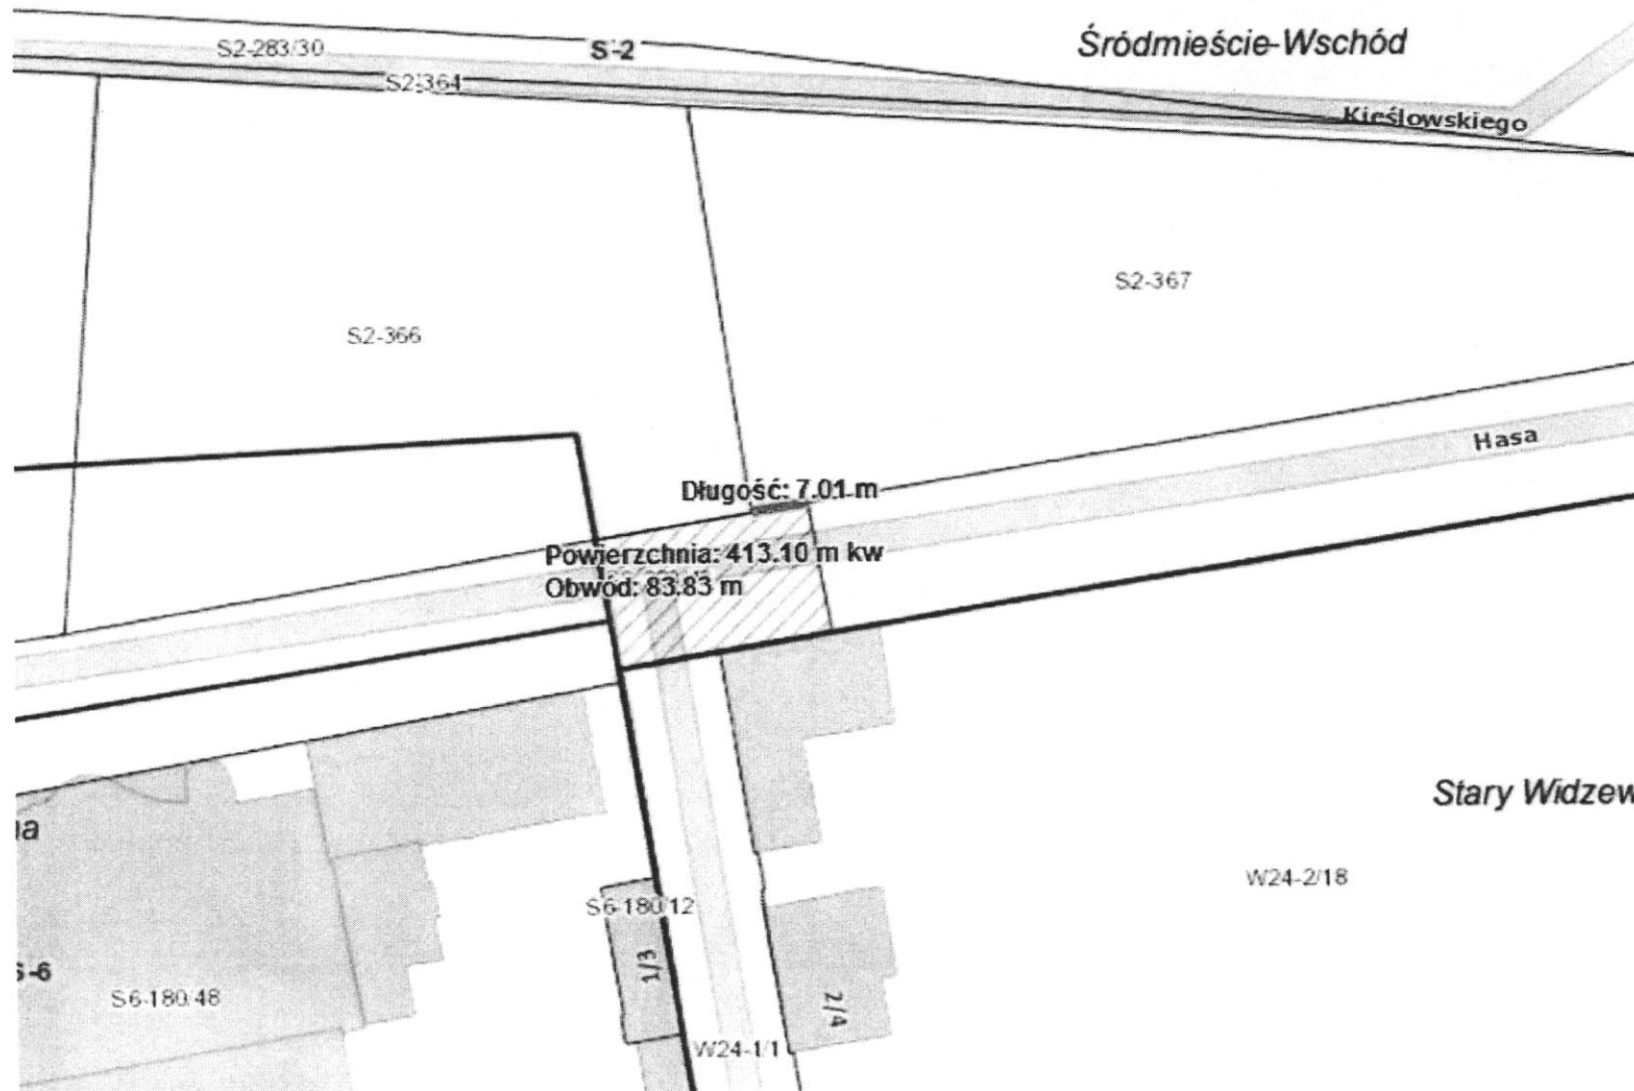 Śródmieście-Wschód
S2-283/30
S-2
S2-364
Kieślowskiego
S2-367
S2-366
Hasa
Długość: 7.01 m
Powierzchnia: 413.10 m kw
Obwód: 83.83 m
Stary Widzew
na
W24-2/18
S6-180/12
1/3
S-6
S6-180/48
2/4
W24-1/1